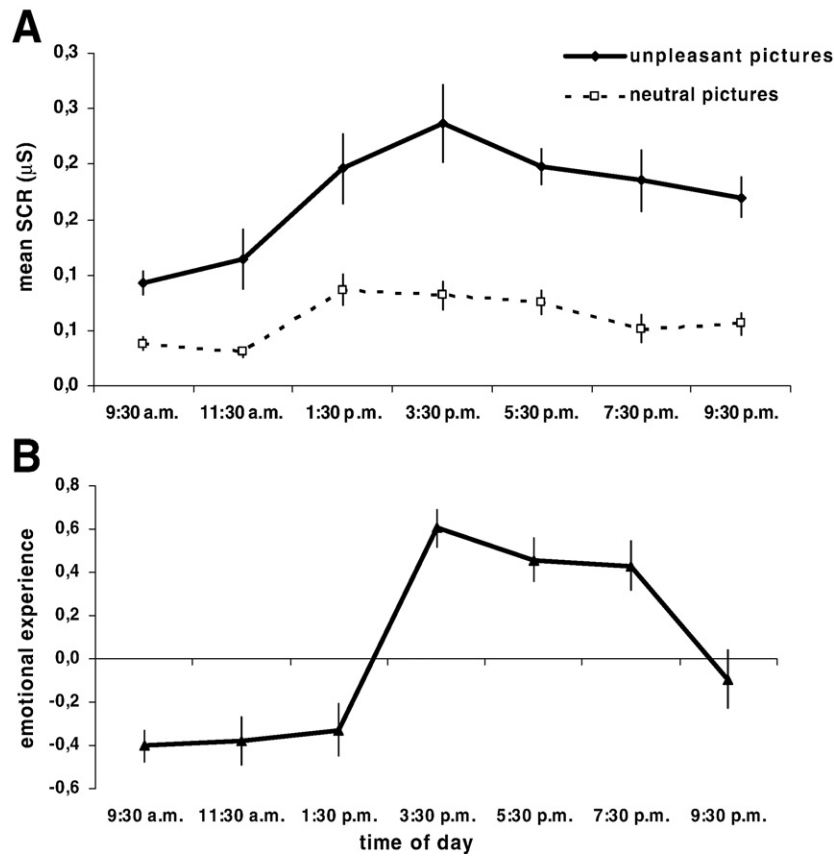 A
unpleasant pictures
neutral pictures
mean SCR (µS)
0,3
0,3
0,2
0,2
0,1
0,1
0,0
9:30 a.m. 11:30 a.m. 1:30 p.m. 3:30 p.m. 5:30 p.m. 7:30 p.m. 9:30 p.m.
B
emotional experience
0,8
0,6
0,4
0,2
0,0
-0,2
-0,4
-0,6
9:30 a.m. 11:30 a.m. 1:30 p.m. 3:30 p.m. 5:30 p.m. 7:30 p.m. 9:30 p.m.
time of day